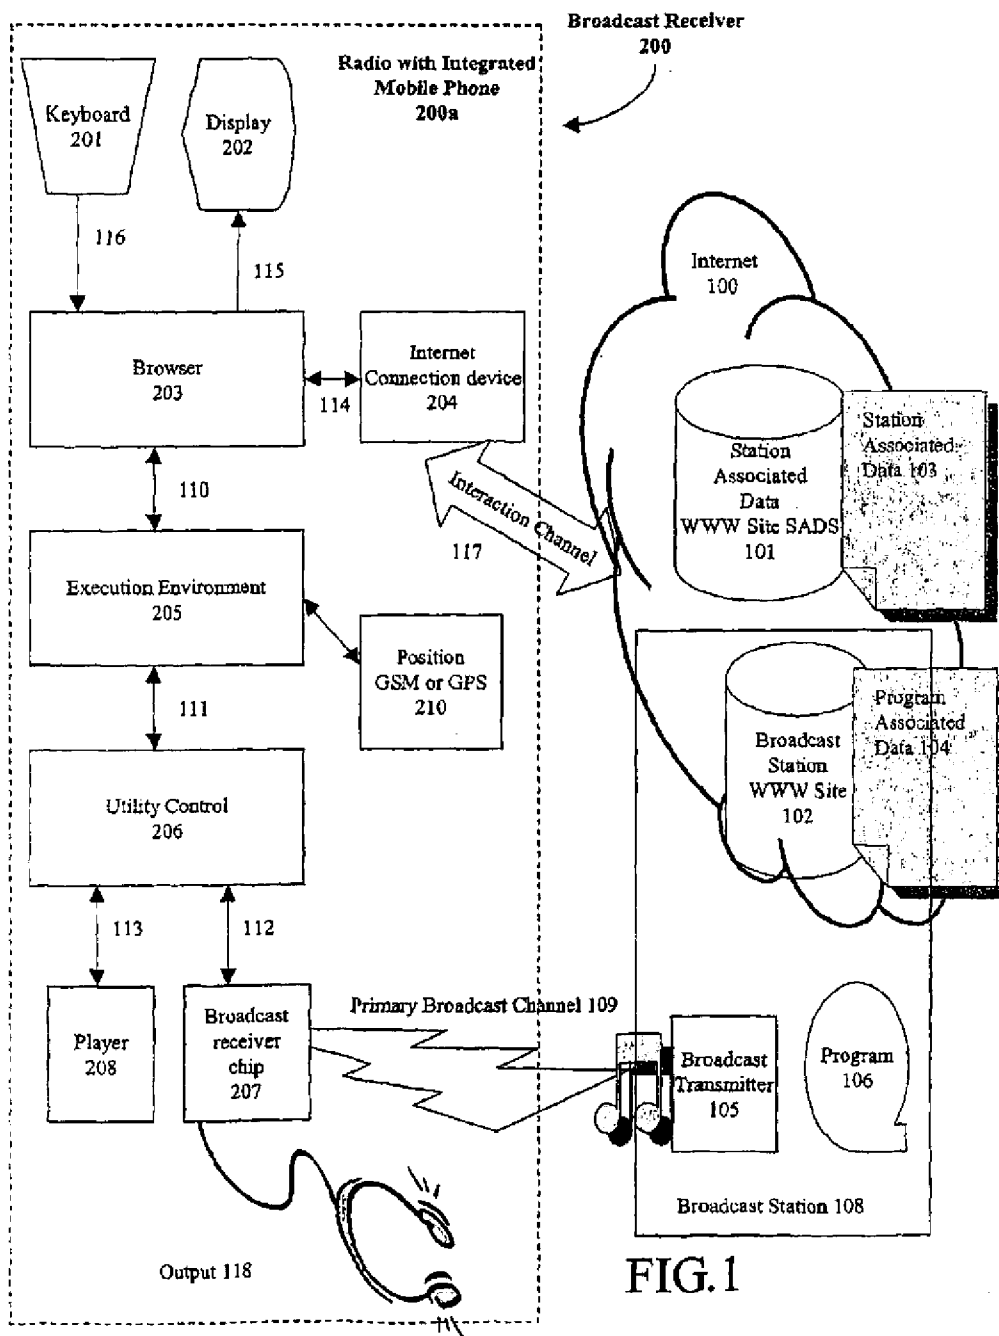 Broadcast Receiver
200
Radio with Integrated
Mobile Phone
200a
Keyboard
201
Display
202
116
115
Internet
100
Browser
203
114
Internet
Connection device
204
Station
Associated
Data
WWW Site SADS
101
Station
Associated
Data 103
110
Interaction Channel
117
Execution Environment
205
Position
GSM or GPS
210
111
Program
Associated
Data 104
Broadcast
Station
WWW Site
102
Utility Control
206
113
112
Primary Broadcast Channel 109
Player
208
Broadcast
receiver
chip
207
Broadcast
Transmitter
105
Program
106
Broadcast Station 108
Output 118
FIG.1